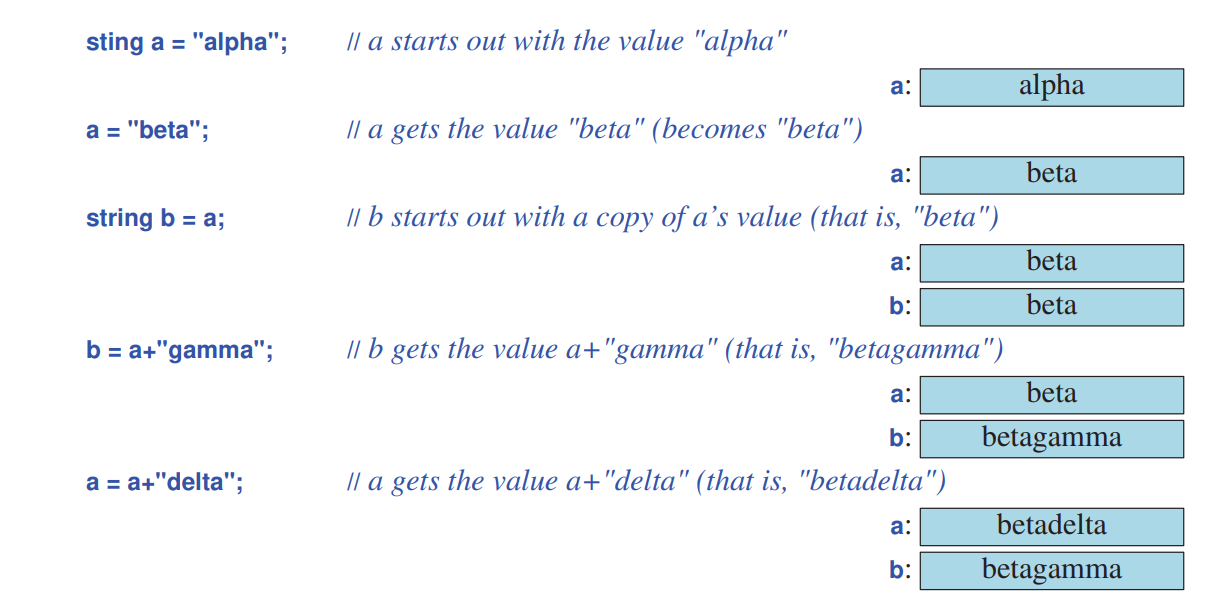 sting a = "alpha"; // a starts out with the value "alpha"
a: alpha
a = "beta"; // a gets the value "beta" (becomes "beta")
a: beta
string b = a; // b starts out with a copy of a’s value (that is, "beta")
a: beta
b: beta
b = a+"gamma"; // b gets the value a+"gamma" (that is, "betagamma")
a: beta
b: betagamma
a = a+"delta"; // a gets the value a+"delta" (that is, "betadelta")
a: betadelta
b: betagamma